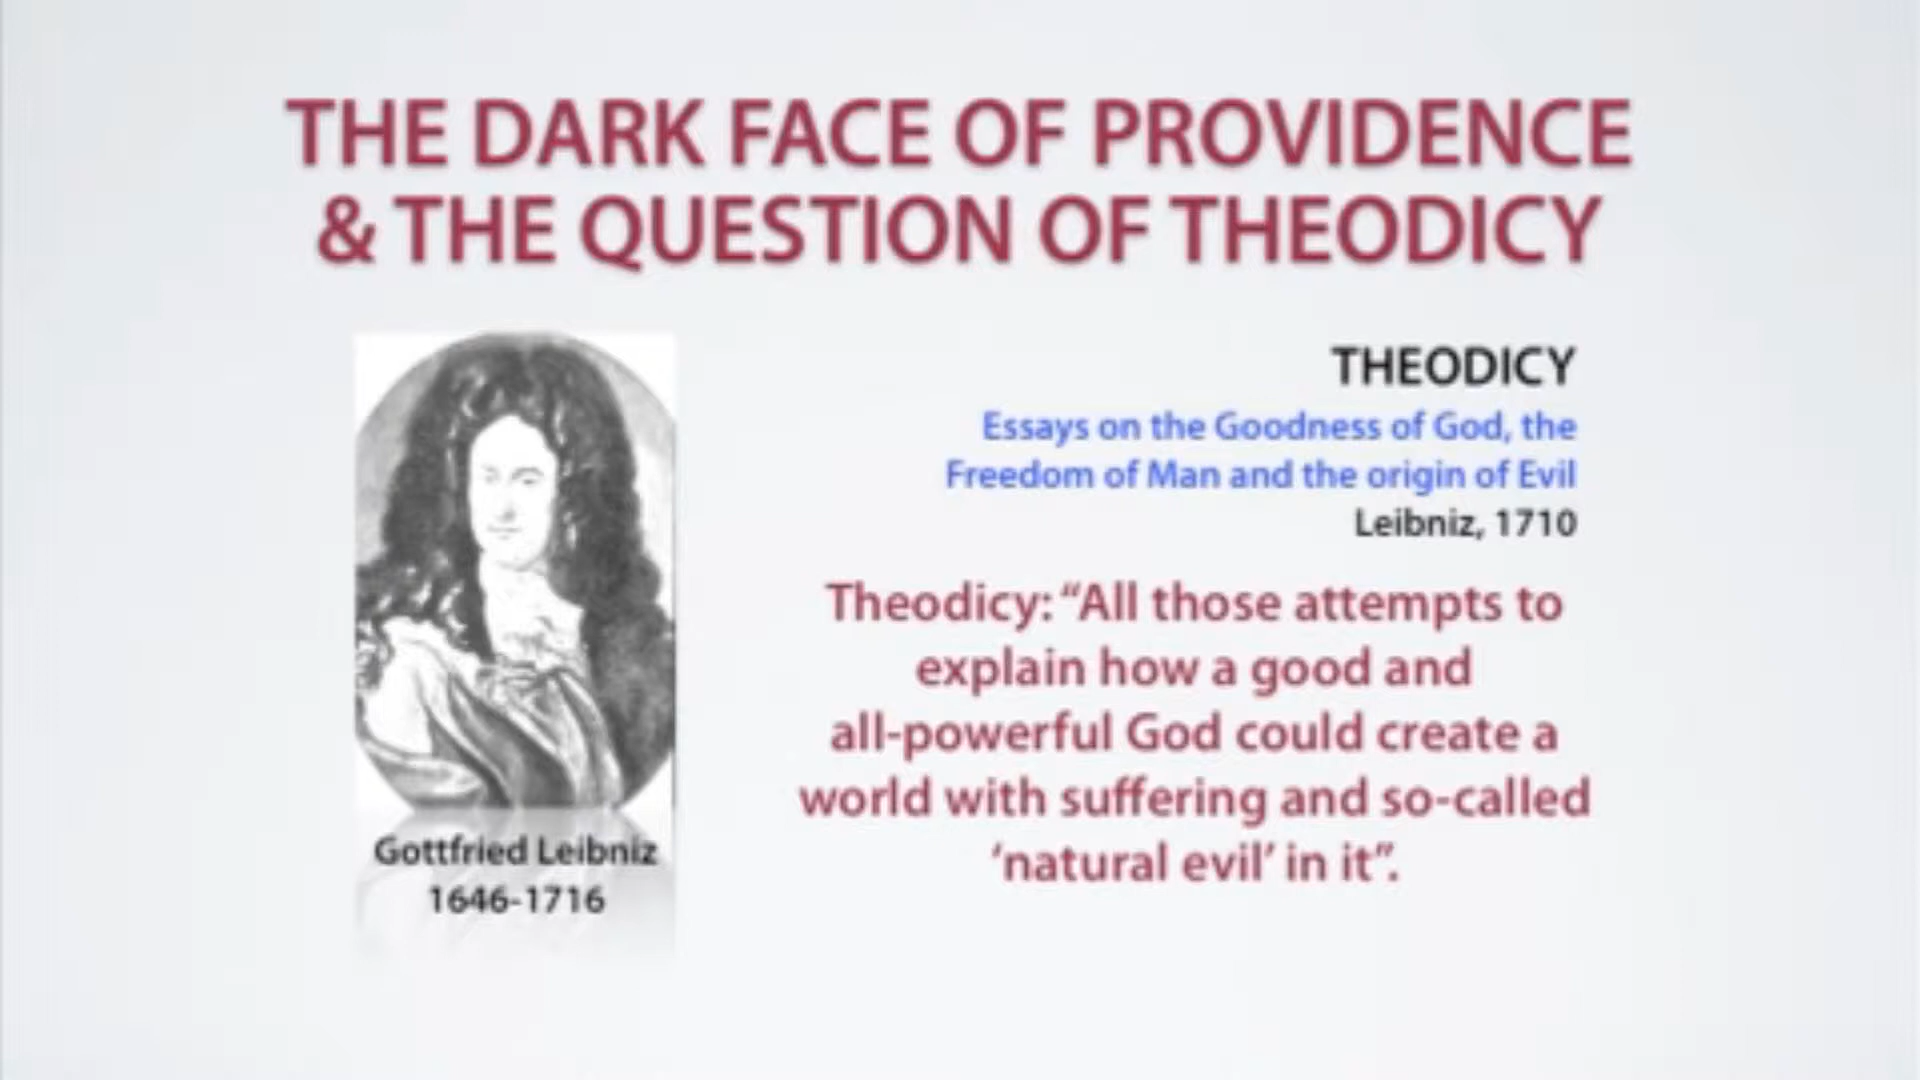 THE DARK FACE OF PROVIDENCE
& THE QUESTION OF THEODICY
THEODICY
Essays on the Goodness of God, the
Freedom of Man and the origin of Evil
Leibniz, 1710
Theodicy: “All those attempts to
explain how a good and
all-powerful God could create a
world with suffering and so-called
‘natural evil’ in it”.
Gottfried Leibniz
1646-1716